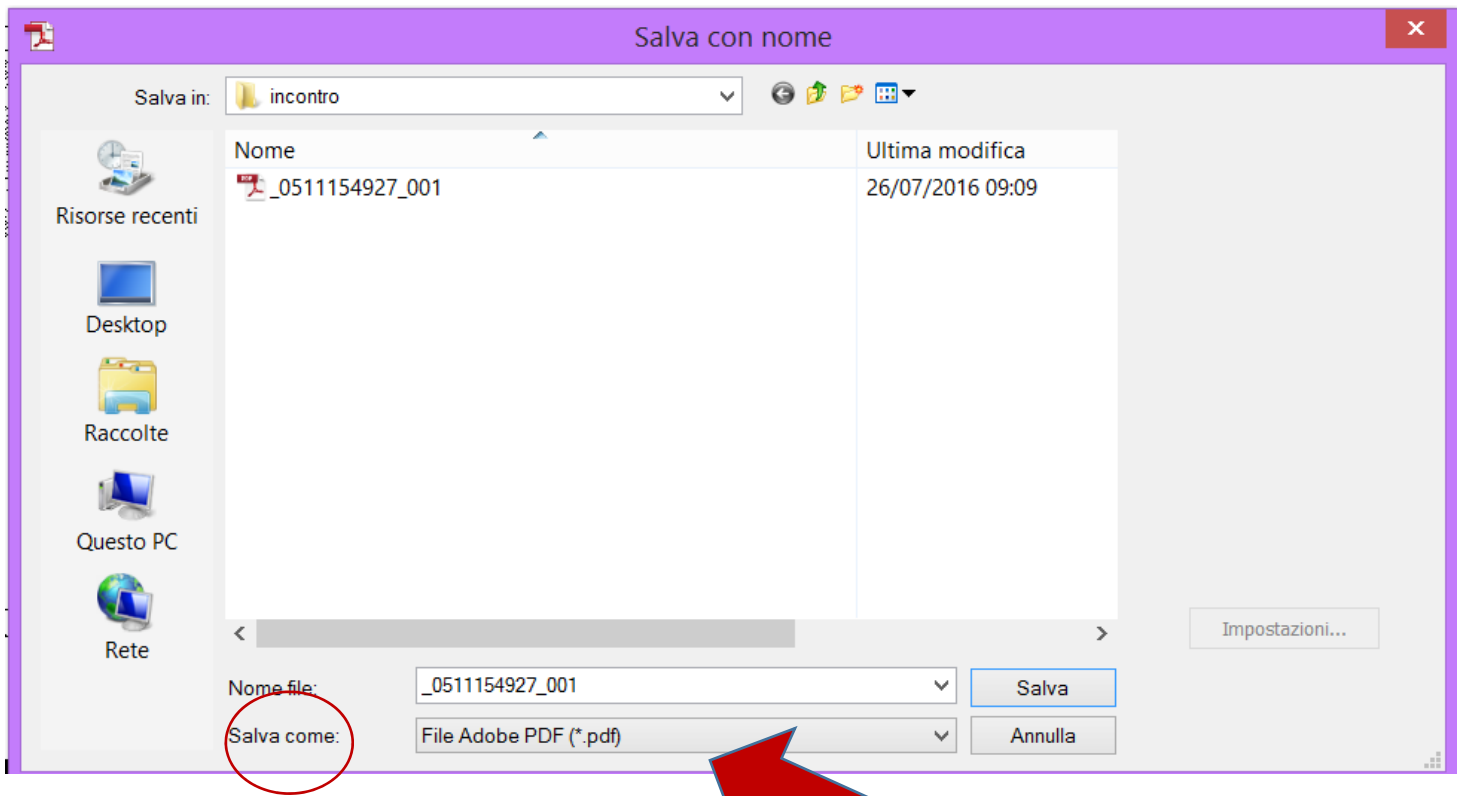 Salva con nome
Salva in: incontro
Nome Ultima modifica
_0511154927_001 26/07/2016 09:09
Risorse recenti
Desktop
Raccolte
Questo PC
Rete
Impostazioni...
Nome file: _0511154927_001 Salva
Salva come: File Adobe PDF (*.pdf) Annulla